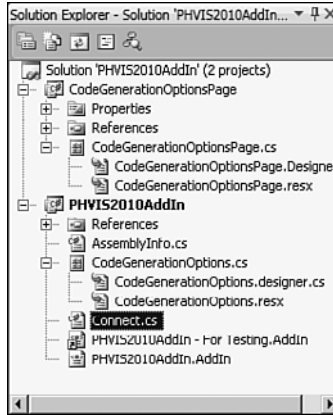 Solution Explorer - Solution 'PHVIS2010AddIn...
Solution 'PHVIS2010AddIn' (2 projects)
CodeGenerationOptionsPage
Properties
References
CodeGenerationOptionsPage.cs
CodeGenerationOptionsPage.Designe
CodeGenerationOptionsPage.resx
PHVIS2010AddIn
References
AssemblyInfo.cs
CodeGenerationOptions.cs
CodeGenerationOptions.designer.cs
CodeGenerationOptions.resx
Connect.cs
PHVIS2010AddIn - For Testing.AddIn
PHVIS2010AddIn.AddIn